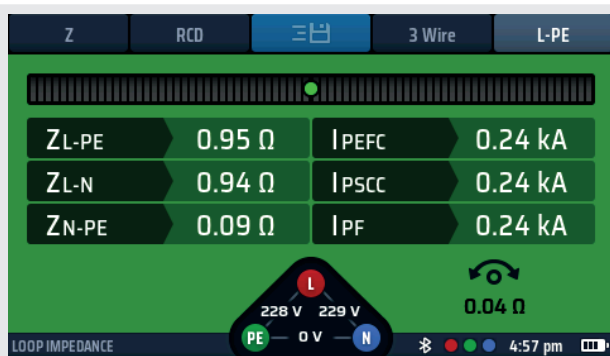 Z RCD 3 Wire L-PE
ZL-PE 0.95 Ω IPEFC 0.24 kA
ZL-N 0.94 Ω IPSCC 0.24 kA
ZN-PE 0.09 Ω IPF 0.24 kA
L
228 V 229 V 0.04 Ω
PE 0 V N
LOOP IMPEDANCE 4:57 pm